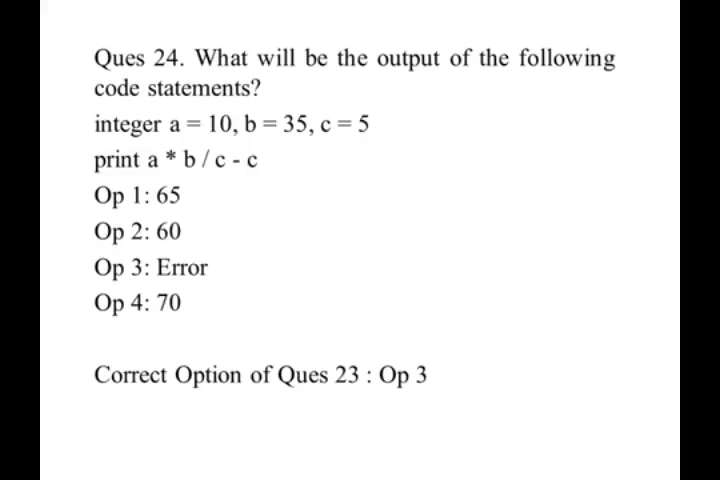 Ques 24. What will be the output of the following
code statements?
integer a = 10, b = 35, c = 5
print a * b / c - c
Op 1: 65
Op 2: 60
Op 3: Error
Op 4: 70
Correct Option of Ques 23 : Op 3